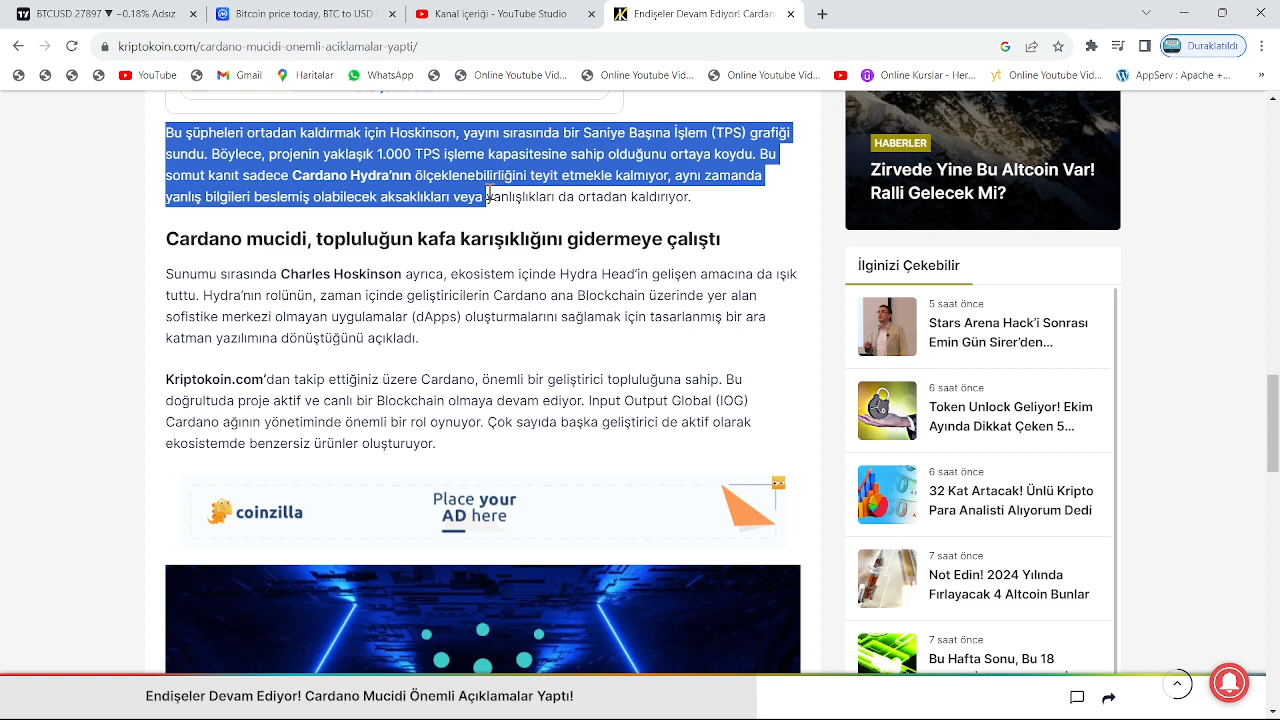 BTCUSD 27897 ▼ −0.18% Adsız
Bitcoin price today, BTC to USD
Kanal İçeriği - YouTube Studio
Endişeler Devam Ediyor! Cardan
kriptokoin.com/cardano-mucidi-onemli-aciklamalar-yapti/
Duraklatıldı
YouTube
Gmail
Haritalar
WhatsApp
Online Youtube Vid...
Online Youtube Vid...
Online Youtube Vid...
Online Kurslar - Her...
yt Online Youtube Vid...
AppServ : Apache +...
»
Bu şüpheleri ortadan kaldırmak için Hoskinson, yayını sırasında bir Saniye Başına İşlem (TPS) grafiği
sundu. Böylece, projenin yaklaşık 1.000 TPS işleme kapasitesine sahip olduğunu ortaya koydu. Bu
somut kanıt sadece Cardano Hydra’nın ölçeklenebilirliğini teyit etmekle kalmıyor, aynı zamanda
yanlış bilgileri beslemiş olabilecek aksaklıkları veya yanlışlıkları da ortadan kaldırıyor.
Cardano mucidi, topluluğun kafa karışıklığını gidermeye çalıştı
Sunumu sırasında Charles Hoskinson ayrıca, ekosistem içinde Hydra Head’in gelişen amacına da ışık
tuttu. Hydra’nın rolünün, zaman içinde geliştiricilerin Cardano ana Blockchain üzerinde yer alan
sofistike merkezi olmayan uygulamalar (dApps) oluşturmalarını sağlamak için tasarlanmış bir ara
katman yazılımına dönüştüğünü açıkladı.
Kriptokoin.com’dan takip ettiğiniz üzere Cardano, önemli bir geliştirici topluluğuna sahip. Bu
doğrultuda proje aktif ve canlı bir Blockchain olmaya devam ediyor. Input Output Global (IOG)
Cardano ağının yönetiminde önemli bir rol oynuyor. Çok sayıda başka geliştirici de aktif olarak
ekosistemde benzersiz ürünler oluşturuyor.
coinzilla
Place your
AD here
HABERLER
Zirvede Yine Bu Altcoin Var!
Ralli Gelecek Mi?
İlginizi Çekebilir
5 saat önce
Stars Arena Hack’i Sonrası
Emin Gün Sirer’den...
6 saat önce
Token Unlock Geliyor! Ekim
Ayında Dikkat Çeken 5...
6 saat önce
32 Kat Artacak! Ünlü Kripto
Para Analisti Alıyorum Dedi
7 saat önce
Not Edin! 2024 Yılında
Fırlayacak 4 Altcoin Bunlar
7 saat önce
Bu Hafta Sonu, Bu 18
Endişeler Devam Ediyor! Cardano Mucidi Önemli Açıklamalar Yaptı!